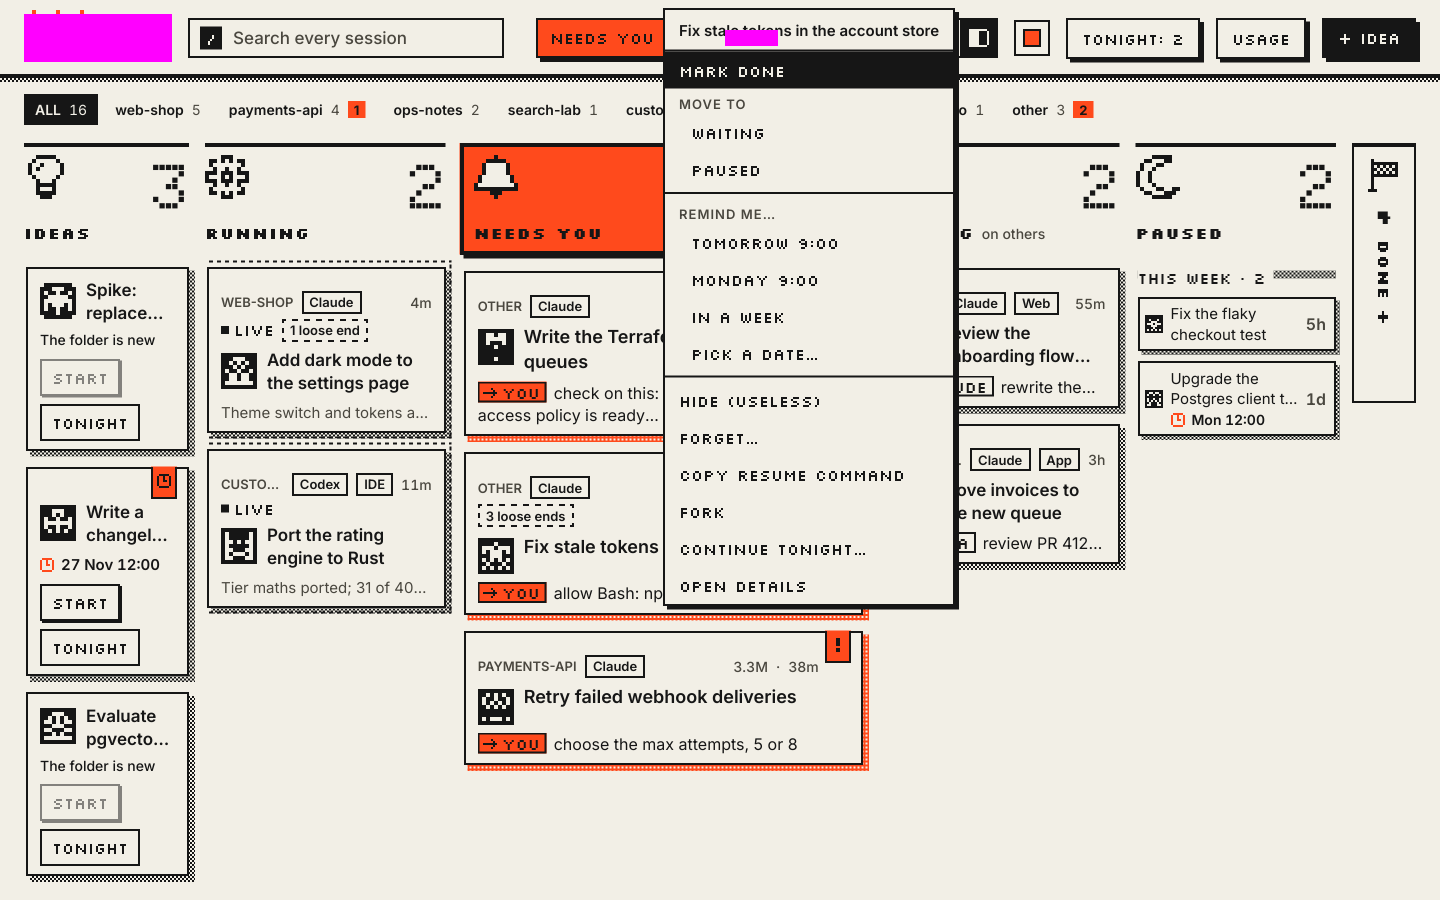 / Search every session
NEEDS YOU
TONIGHT: 2
USAGE
+ IDEA
ALL 16
web-shop 5
payments-api 4 1
ops-notes 2
search-lab 1
1
other 3 2
Fix stale tokens in the account store
MARK DONE
MOVE TO
WAITING
PAUSED
REMIND ME…
TOMORROW 9:00
MONDAY 9:00
IN A WEEK
PICK A DATE…
HIDE (USELESS)
FORGET…
COPY RESUME COMMAND
FORK
CONTINUE TONIGHT…
OPEN DETAILS
3
IDEAS
Spike:
replace…
The folder is new
START
TONIGHT
Write a
changel…
27 Nov 12:00
START
TONIGHT
Evaluate
pgvecto…
The folder is new
START
TONIGHT
2
RUNNING
WEB-SHOP Claude 4m
LIVE 1 loose end
Add dark mode to
the settings page
Theme switch and tokens a…
CUSTO… Codex IDE 11m
LIVE
Port the rating
engine to Rust
Tier maths ported; 31 of 40…
NEEDS YOU
OTHER Claude
Write the
queues
→ YOU check on this:
access policy is ready…
OTHER Claude
3 loose ends
Fix stale tokens
→ YOU allow Bash:
!
PAYMENTS-API Claude 3.3M · 38m
Retry failed webhook deliveries
→ YOU choose the max attempts, 5 or 8
2
on others
Claude Web 55m
the
flow…
rewrite the…
Claude App 3h
invoices to
new queue
review PR 412…
2
PAUSED
THIS WEEK · 2
Fix the flaky
checkout test
5h
Upgrade the
Postgres client t…
1d
Mon 12:00
4 DONE +